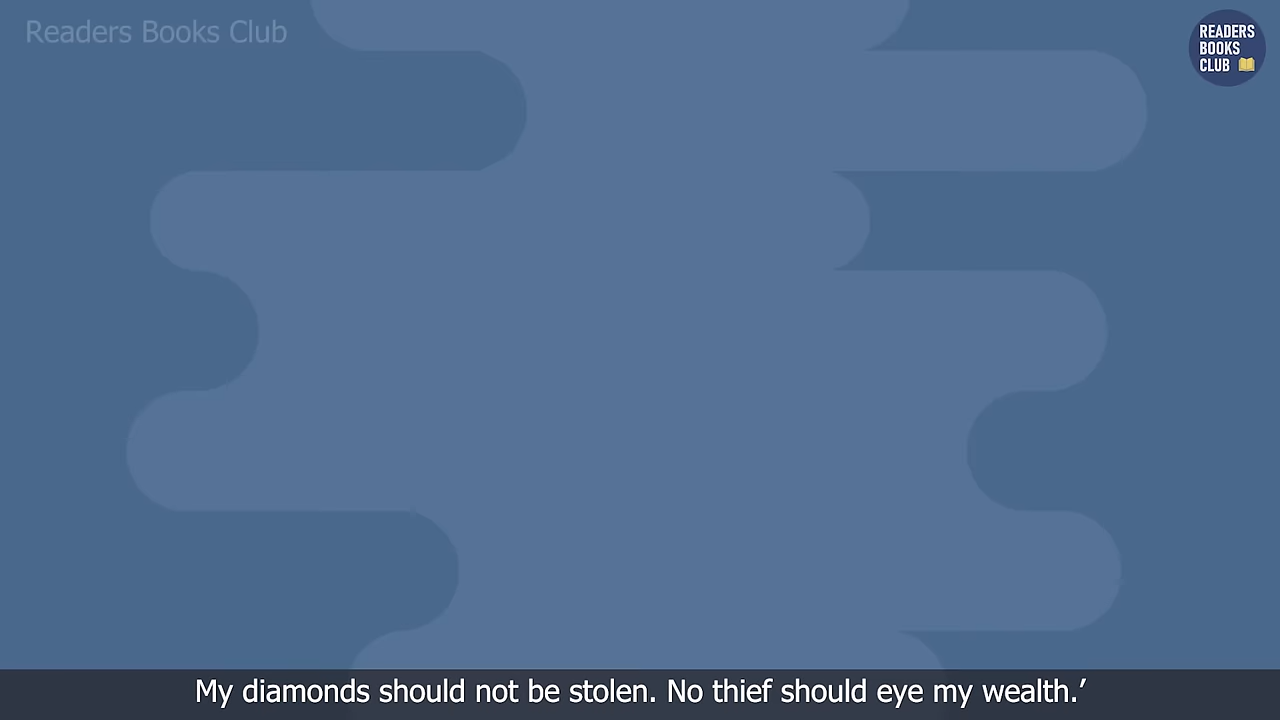 Readers Books Club
READERS
BOOKS
CLUB
My diamonds should not be stolen. No thief should eye my wealth.’